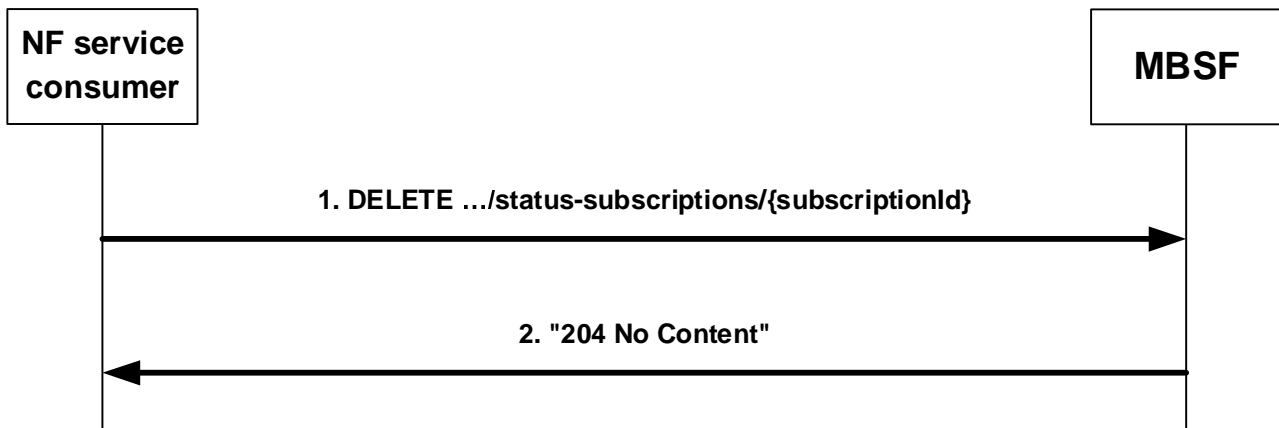 NF service
consumer
MBSF
1. DELETE …/status-subscriptions/{subscriptionId}
2. "204 No Content"